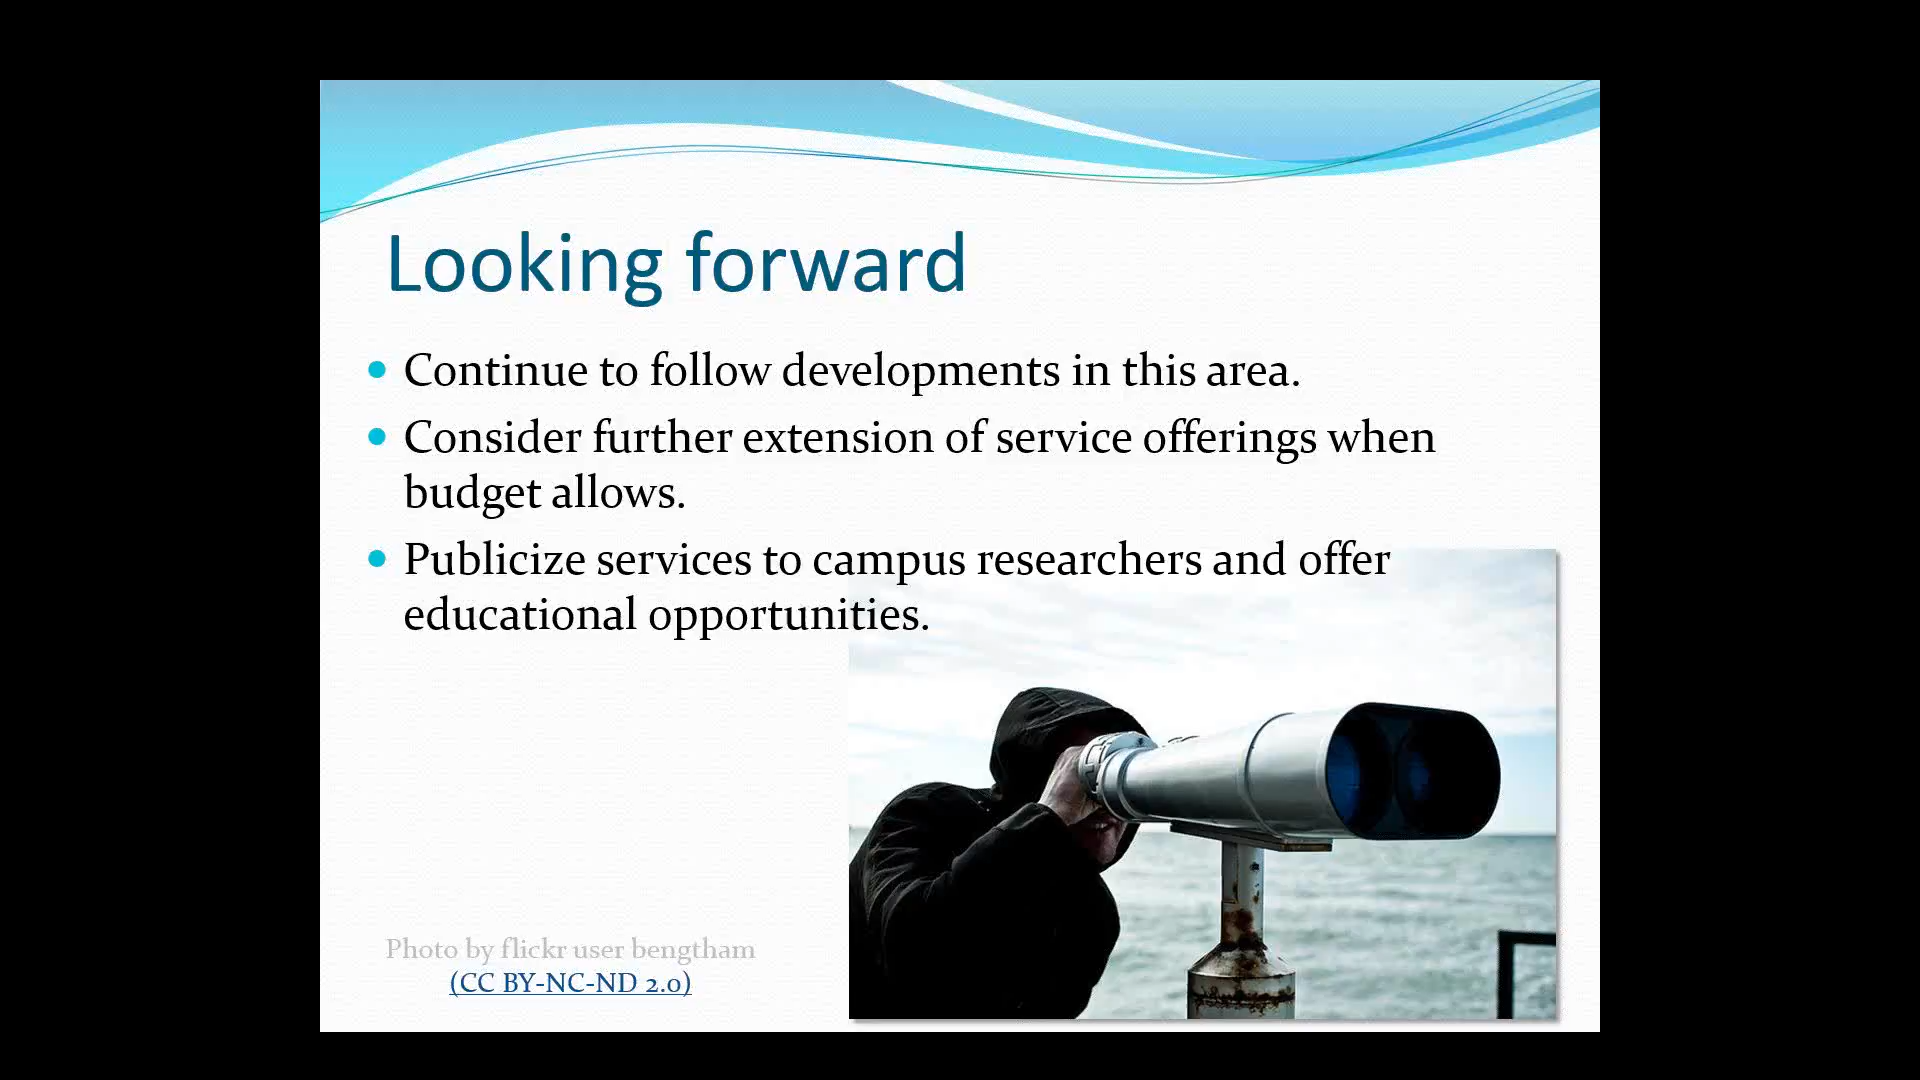 Looking forward
Continue to follow developments in this area.
Consider further extension of service offerings when
budget allows.
Publicize services to campus researchers and offer
educational opportunities.
Photo by flickr user bengtham
(CC BY-NC-ND 2.0)